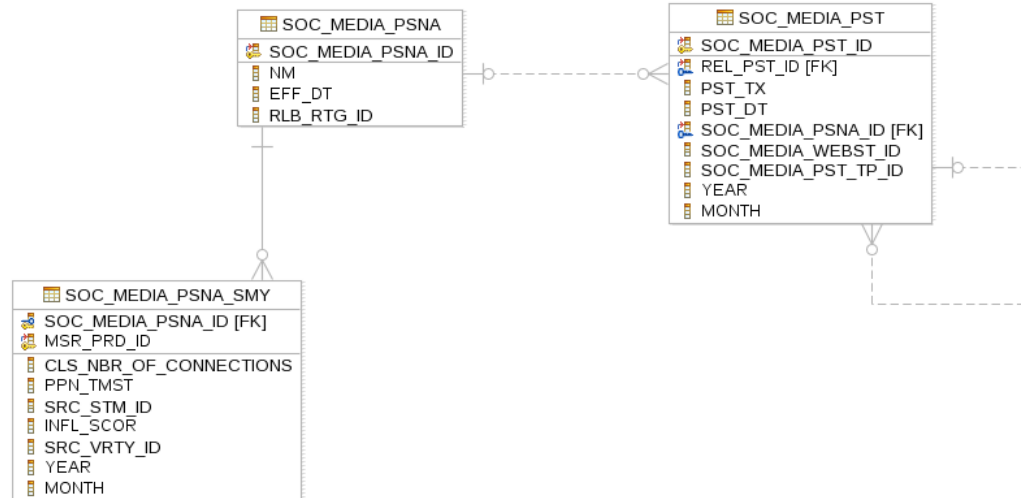 SOC_MEDIA_PSNA
SOC_MEDIA_PSNA_ID
NM
EFF_DT
RLB_RTG_ID
SOC_MEDIA_PST
SOC_MEDIA_PST_ID
REL_PST_ID [FK]
PST_TX
PST_DT
SOC_MEDIA_PSNA_ID [FK]
SOC_MEDIA_WEBST_ID
SOC_MEDIA_PST_TP_ID
YEAR
MONTH
SOC_MEDIA_PSNA_SMY
SOC_MEDIA_PSNA_ID [FK]
MSR_PRD_ID
CLS_NBR_OF_CONNECTIONS
PPN_TMST
SRC_STM_ID
INFL_SCOR
SRC_VRTY_ID
YEAR
MONTH